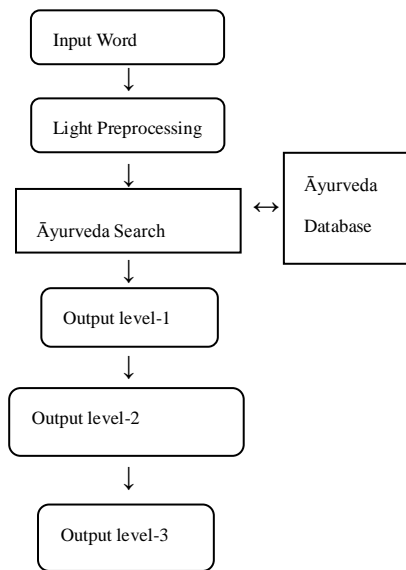 Input Word
↓
Light Preprocessing
↓
Āyurveda Search
↔
Āyurveda
Database
↓
Output level-1
↓
Output level-2
↓
Output level-3